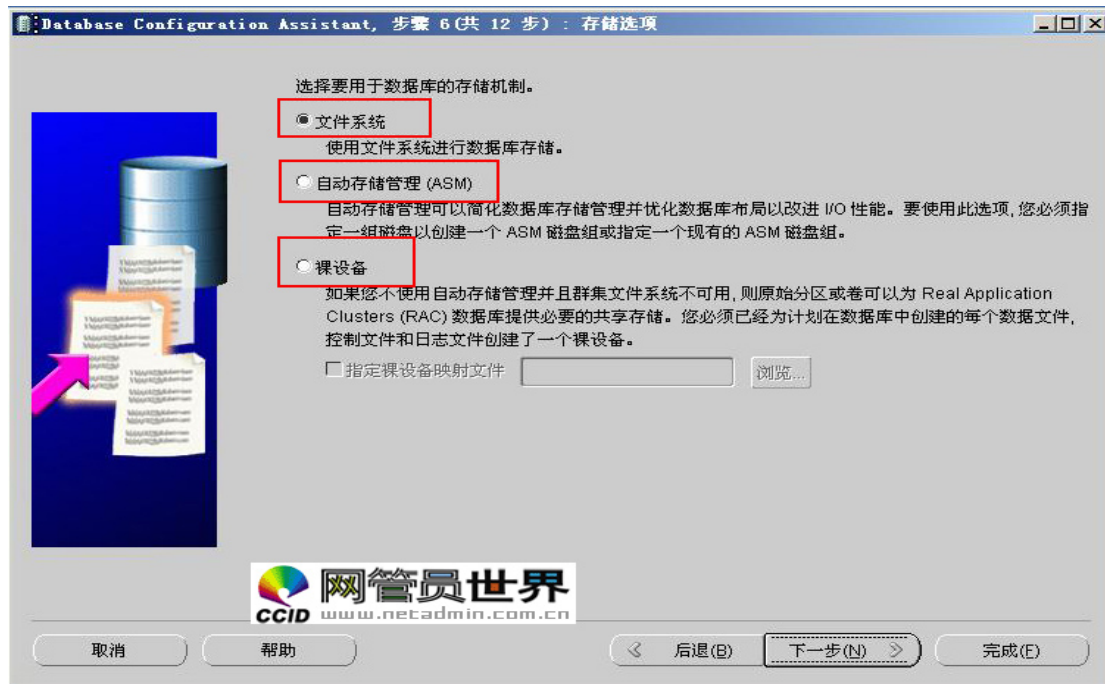 Database Configuration Assistant, 步骤 6(共 12 步) : 存储选项
选择要用于数据库的存储机制。
文件系统
使用文件系统进行数据库存储。
自动存储管理 (ASM)
自动存储管理可以简化数据库存储管理并优化数据库布局以改进 I/O 性能。要使用此选项, 您必须指
定一组磁盘以创建一个 ASM 磁盘组或指定一个现有的 ASM 磁盘组。
裸设备
如果您不使用自动存储管理并且群集文件系统不可用, 则原始分区或卷可以为 Real Application
Clusters (RAC) 数据库提供必要的共享存储。您必须已经为计划在数据库中创建的每个数据文件,
控制文件和日志文件创建了一个裸设备。
指定裸设备映射文件 浏览...
网管员世界
CCID www.netadmin.com.cn
取消 帮助 后退(B) 下一步(N) 完成(F)